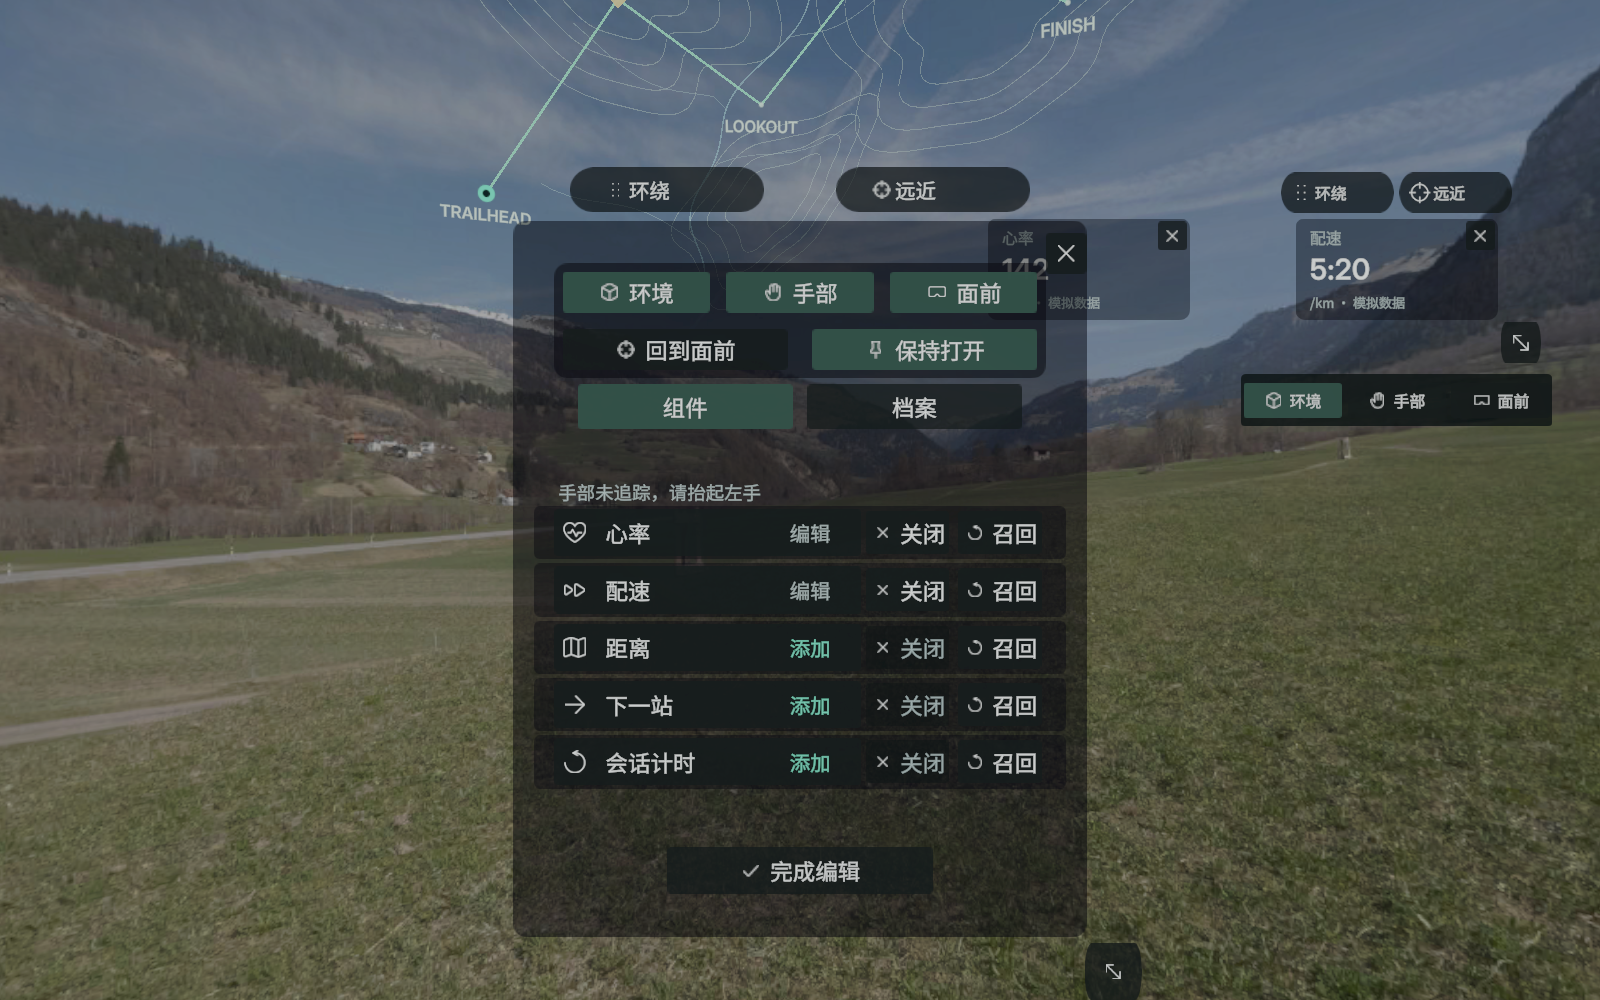 FINISH
LOOKOUT
TRAILHEAD
环绕
远近
环绕
远近
心率
142
· 模拟数据
配速
5:20
/km · 模拟数据
环境
手部
面前
回到面前
保持打开
组件
档案
环境
手部
面前
手部未追踪，请抬起左手
心率 编辑 × 关闭 召回
配速 编辑 × 关闭 召回
距离 添加 × 关闭 召回
下一站 添加 × 关闭 召回
会话计时 添加 × 关闭 召回
完成编辑